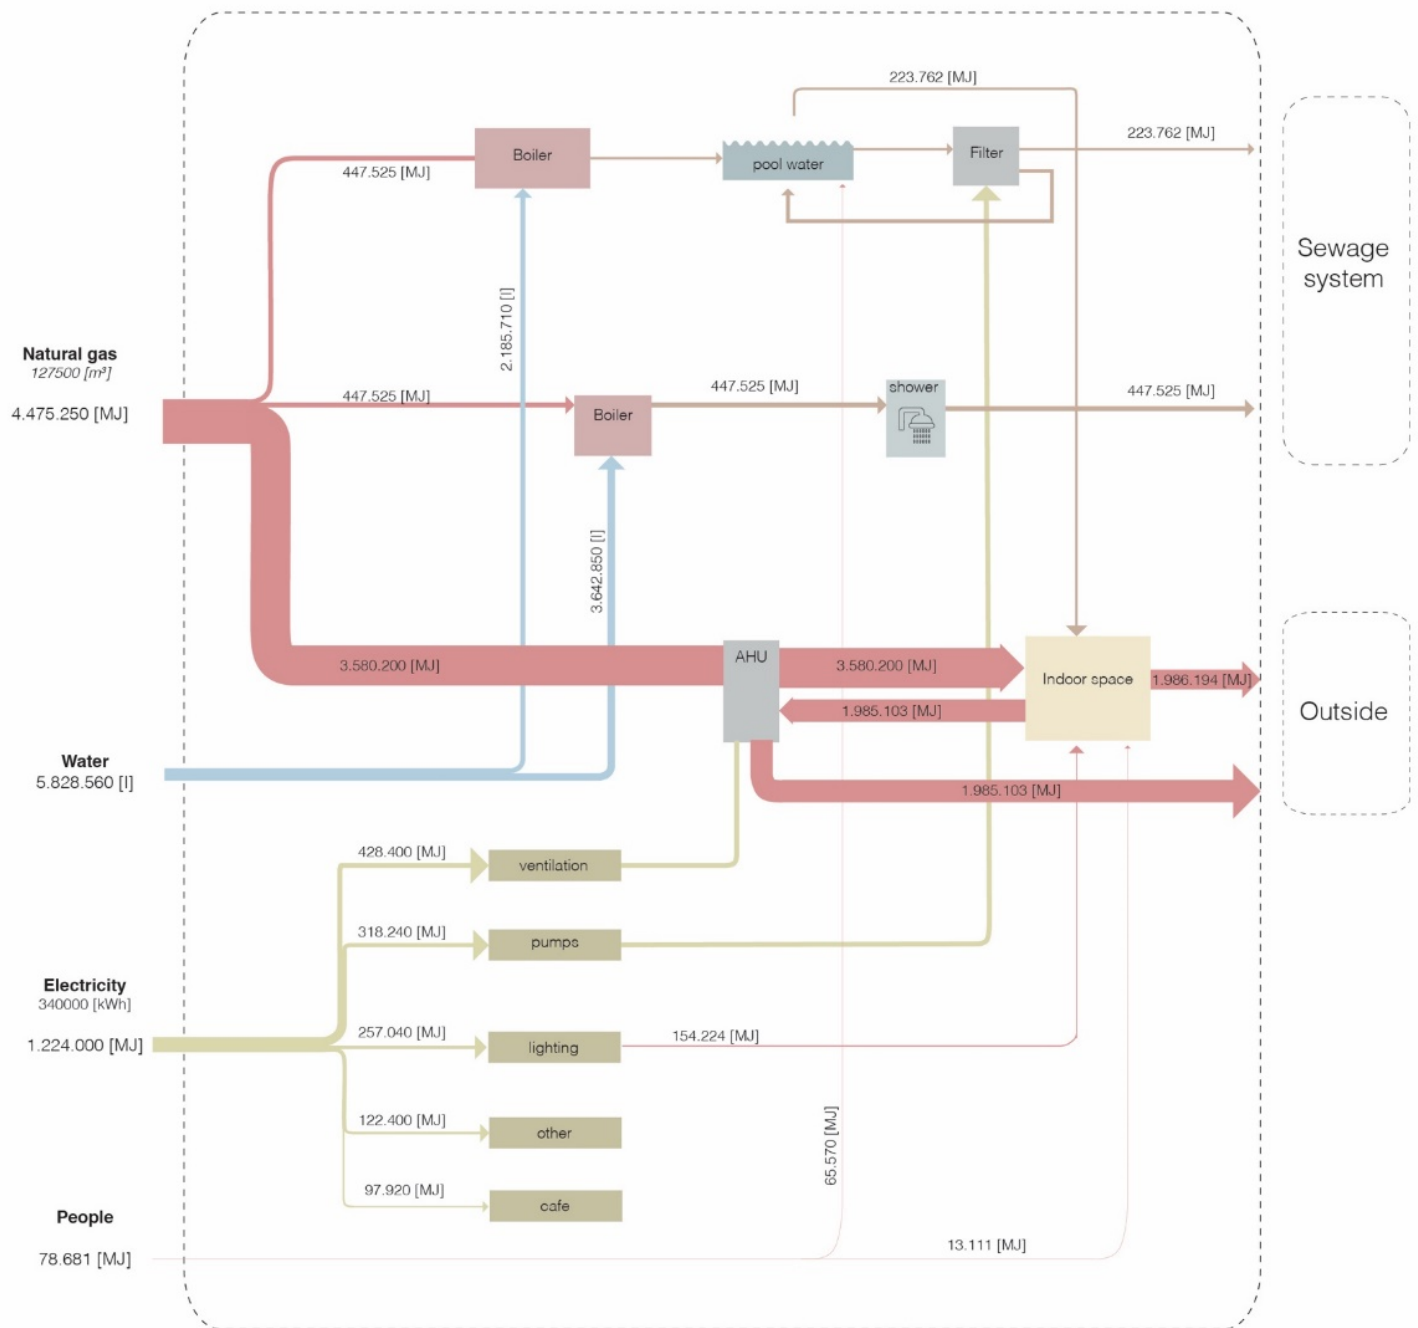 223.762 [MJ]
Boiler
pool water
Filter
223.762 [MJ]
447.525 [MJ]
Sewage
system
2.185.710 [l]
Natural gas
127500 [m³]
4.475.250 [MJ]
447.525 [MJ]
Boiler
447.525 [MJ]
shower
447.525 [MJ]
3.642.850 [l]
3.580.200 [MJ]
AHU
3.580.200 [MJ]
Indoor space
1.986.194 [MJ]
1.985.103 [MJ]
Outside
Water
5.828.560 [l]
1.985.103 [MJ]
428.400 [MJ]
ventilation
318.240 [MJ]
pumps
Electricity
340000 [kWh]
1.224.000 [MJ]
257.040 [MJ]
lighting
154.224 [MJ]
122.400 [MJ]
other
65.570 [MJ]
97.920 [MJ]
cafe
People
78.681 [MJ]
13.111 [MJ]